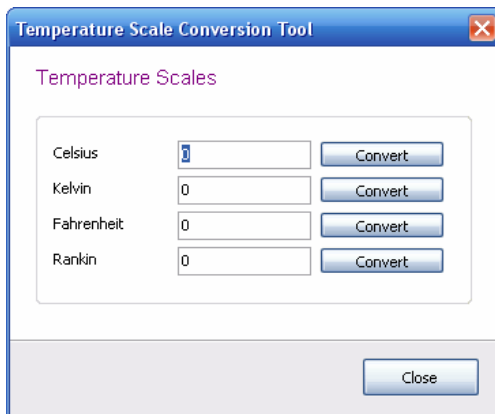 Temperature Scale Conversion Tool
Temperature Scales
Celsius 0 Convert
Kelvin 0 Convert
Fahrenheit 0 Convert
Rankin 0 Convert
Close